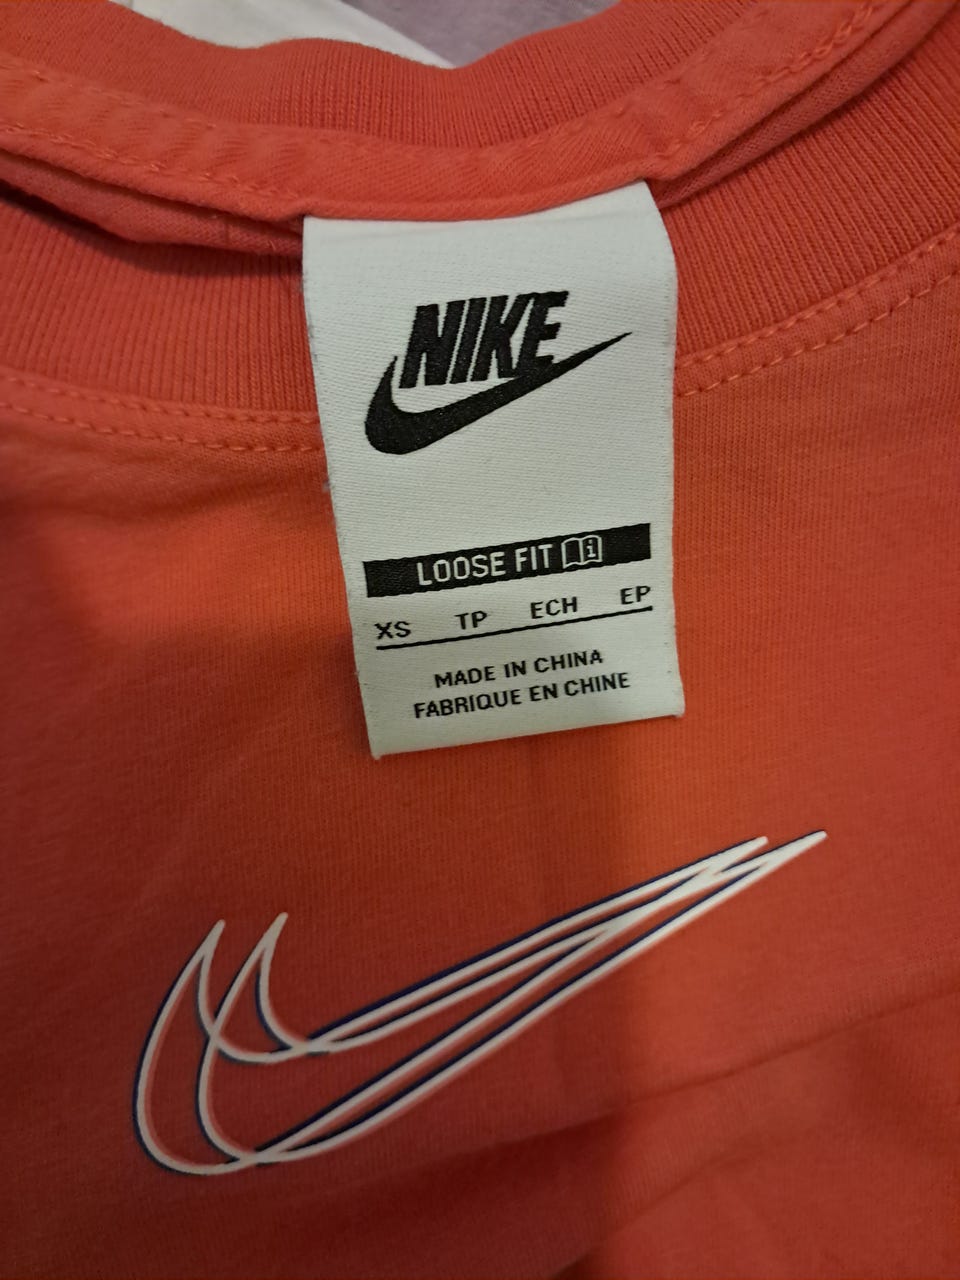 NIKE
LOOSE FIT
XS TP ECH EP
MADE IN CHINA
FABRIQUE EN CHINE